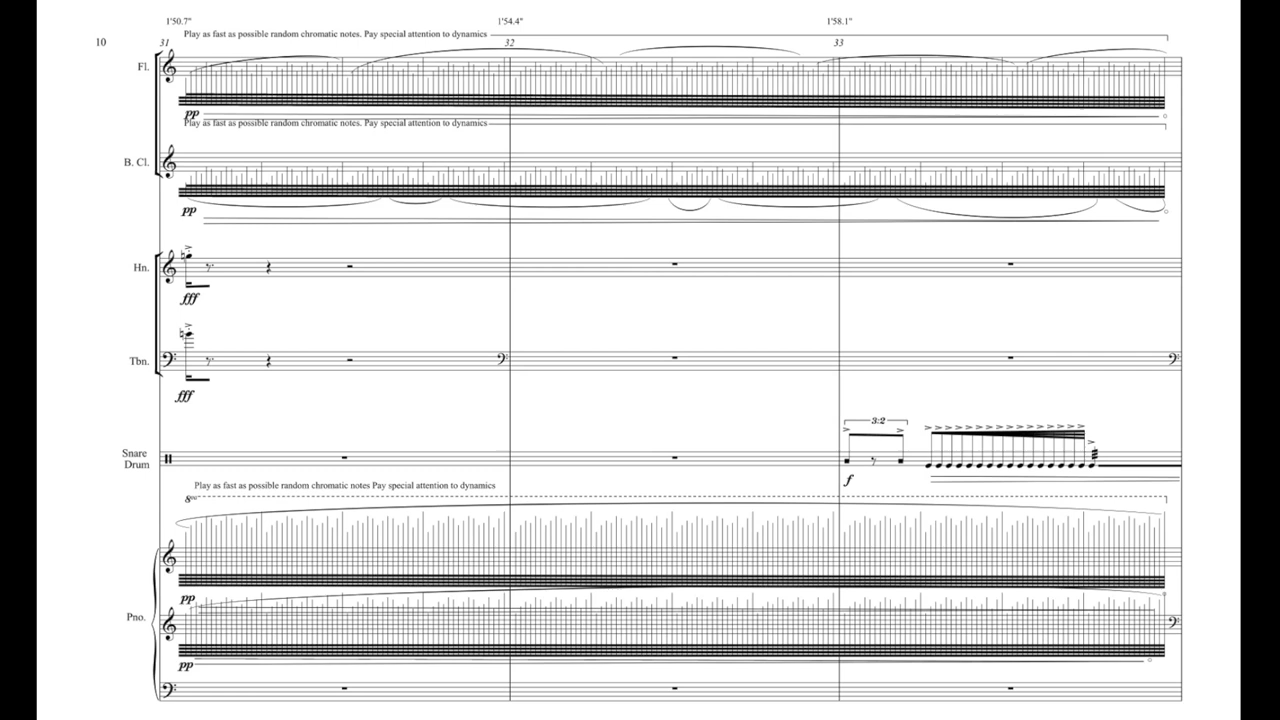 1'50.7" 1'54.4" 1'58.1"
Play as fast as possible random chromatic notes. Pay special attention to dynamics
10 31 32 33
Fl.
pp
Play as fast as possible random chromatic notes. Pay special attention to dynamics
B. Cl.
pp
Hn.
fff
Tbn.
fff
3:2
Snare
Drum
f
Play as fast as possible random chromatic notes Pay special attention to dynamics
8va
pp
Pno.
pp